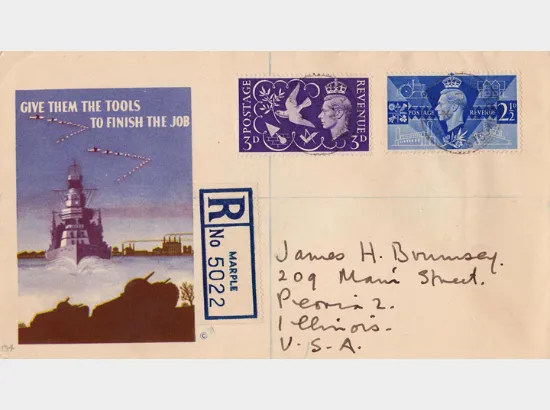 GIVE THEM THE TOOLS
TO FINISH THE JOB
POSTAGE
REVENUE
3D
3D
POSTAGE
REVENUE
2½D
R
MARPLE
No 5022
James H.
209 Main Street.
Peoria 2.
Illinois.
U.S.A.
©